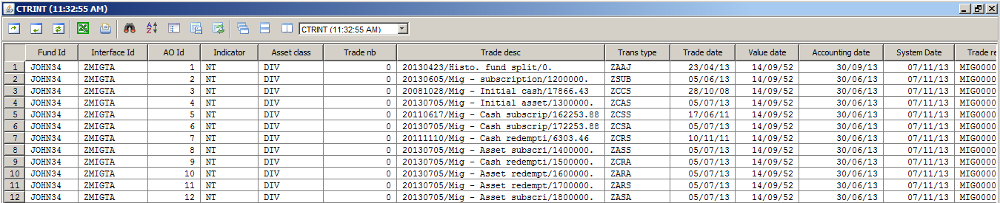 CTRINT (11:32:55 AM)
CTRINT (11:32:55 AM)
Fund Id Interface Id AO Id Indicator Asset class Trade nb Trade desc Trans type Trade date Value date Accounting date System Date Trade re
1 JOHN34 ZMIGTA 1 NT DIV 0 20130423/Histo. fund split/0. ZAAJ 23/04/13 14/09/52 30/09/13 07/11/13 MIG0000
2 JOHN34 ZMIGTA 2 NT DIV 0 20130605/Mig - subscription/1200000. ZSUB 05/06/13 14/09/52 30/06/13 07/11/13 MIG0000
3 JOHN34 ZMIGTA 3 NT DIV 0 20081028/Mig - Initial cash/17866.43 ZCCS 28/10/08 14/09/52 30/06/13 07/11/13 MIG0000
4 JOHN34 ZMIGTA 4 NT DIV 0 20130705/Mig - Initial asset/1300000. ZCAS 05/07/13 14/09/52 30/06/13 07/11/13 MIG0000
5 JOHN34 ZMIGTA 5 NT DIV 0 20110617/Mig - Cash subscrip/162253.88 ZCSS 17/06/11 14/09/52 30/06/13 07/11/13 MIG0000
6 JOHN34 ZMIGTA 6 NT DIV 0 20130705/Mig - Cash subscrip/172253.88 ZCSA 05/07/13 14/09/52 30/06/13 07/11/13 MIG0000
7 JOHN34 ZMIGTA 7 NT DIV 0 20111110/Mig - Cash redempti/6303.46 ZCRS 10/11/11 14/09/52 30/06/13 07/11/13 MIG0000
8 JOHN34 ZMIGTA 8 NT DIV 0 20130705/Mig - Asset subscri/1400000. ZASS 05/07/13 14/09/52 30/06/13 07/11/13 MIG0000
9 JOHN34 ZMIGTA 9 NT DIV 0 20130705/Mig - Cash redempti/1500000. ZCRA 05/07/13 14/09/52 30/06/13 07/11/13 MIG0000
10 JOHN34 ZMIGTA 10 NT DIV 0 20130705/Mig - Asset redempt/1600000. ZARA 05/07/13 14/09/52 30/06/13 07/11/13 MIG0000
11 JOHN34 ZMIGTA 11 NT DIV 0 20130705/Mig - Asset redempt/1700000. ZARS 05/07/13 14/09/52 30/06/13 07/11/13 MIG0000
12 JOHN34 ZMIGTA 12 NT DIV 0 20130705/Mig - Asset subscri/1800000. ZASA 05/07/13 14/09/52 30/06/13 07/11/13 MIG0000